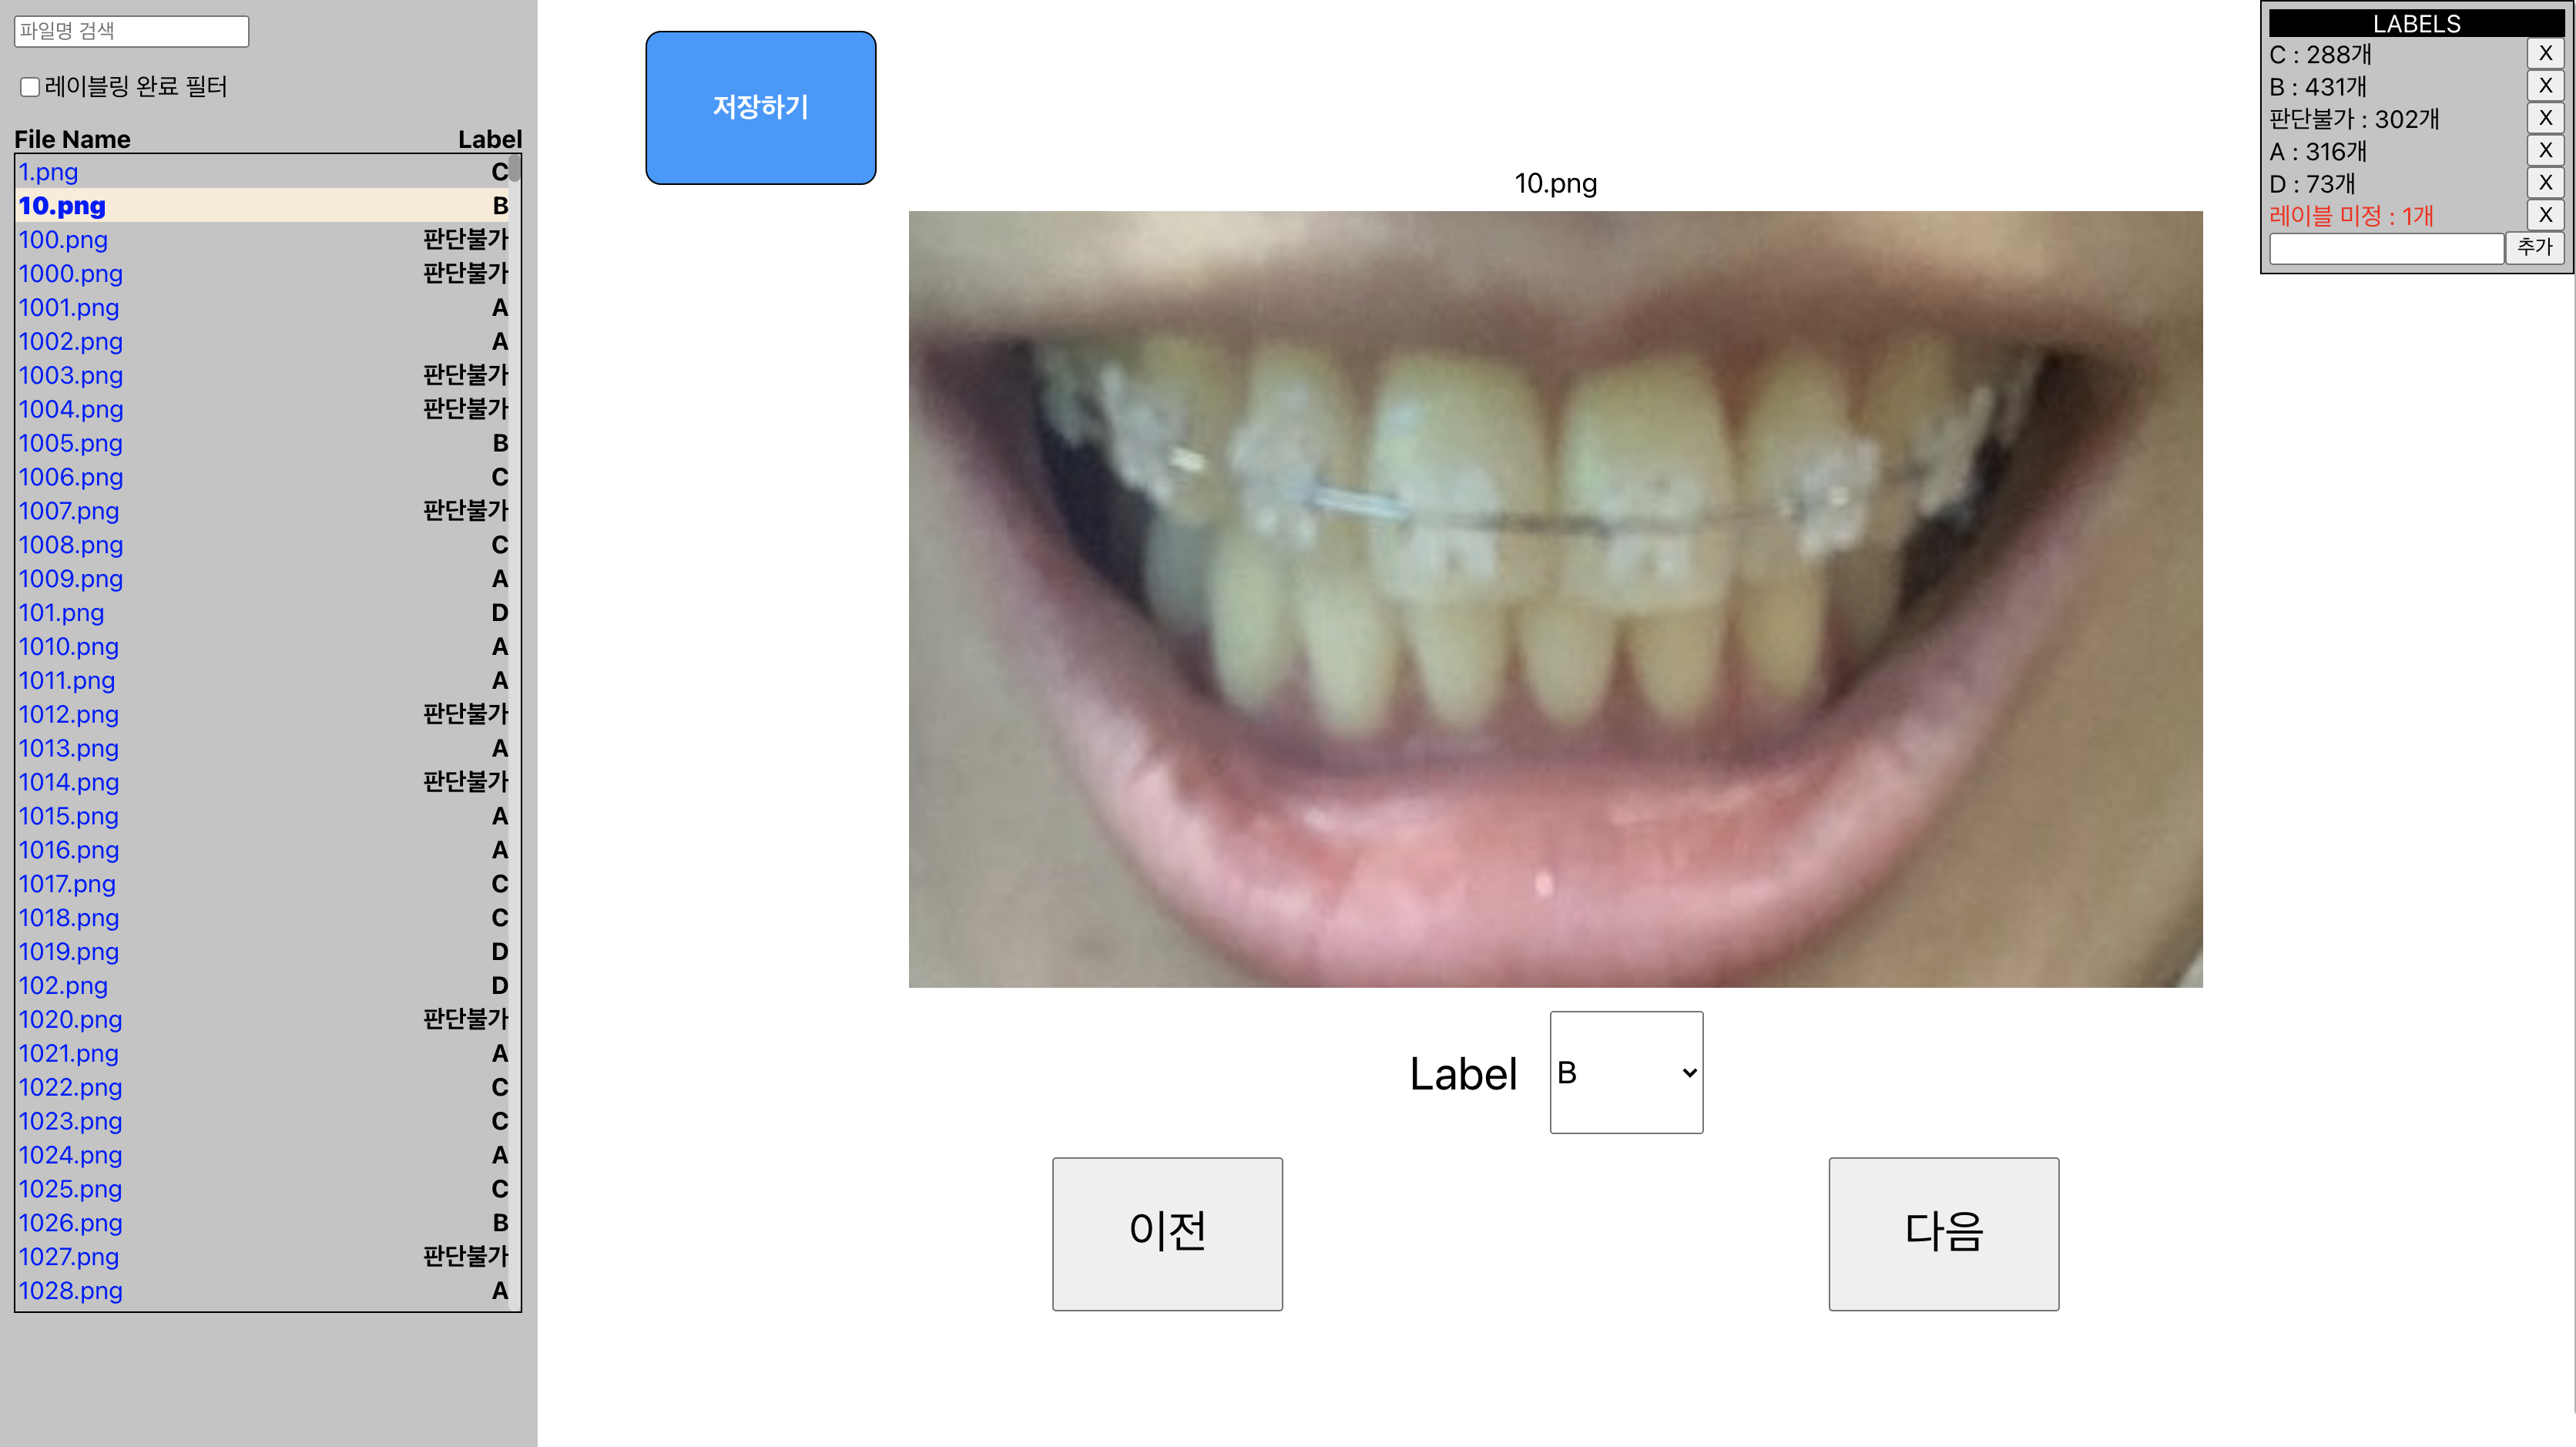 파일명 검색
레이블링 완료 필터
File Name Label
1.png C
10.png B
100.png 판단불가
1000.png 판단불가
1001.png A
1002.png A
1003.png 판단불가
1004.png 판단불가
1005.png B
1006.png C
1007.png 판단불가
1008.png C
1009.png A
101.png D
1010.png A
1011.png A
1012.png 판단불가
1013.png A
1014.png 판단불가
1015.png A
1016.png A
1017.png C
1018.png C
1019.png D
102.png D
1020.png 판단불가
1021.png A
1022.png C
1023.png C
1024.png A
1025.png C
1026.png B
1027.png 판단불가
1028.png A
저장하기
10.png
Label B
이전 다음
LABELS
C : 288개 X
B : 431개 X
판단불가 : 302개 X
A : 316개 X
D : 73개 X
레이블 미정 : 1개 X
추가